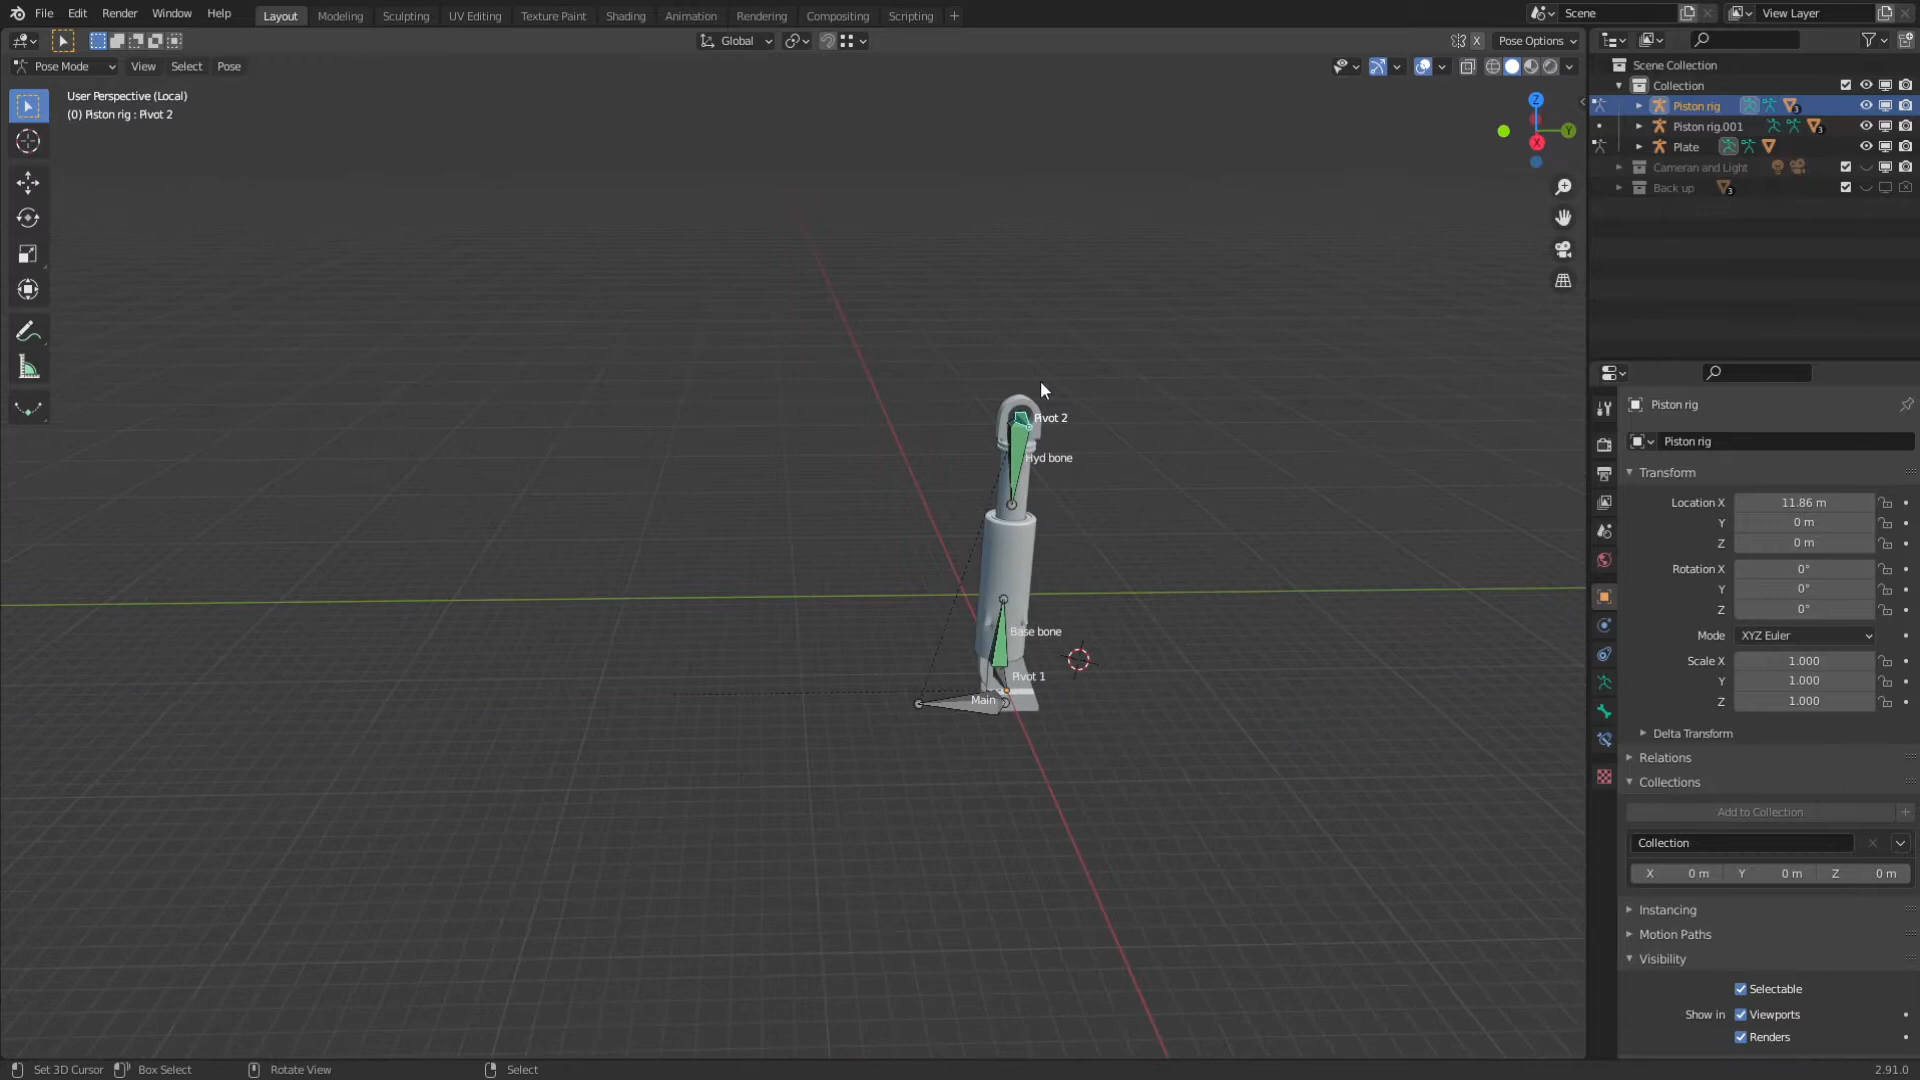 File Edit Render Window Help Layout Modeling Sculpting UV Editing Texture Paint Shading Animation Rendering Compositing Scripting + Scene View Layer
Global X Pose Options
Pose Mode View Select Pose
User Perspective (Local)
(0) Piston rig : Pivot 2
Z
Y
X
Scene Collection
Collection
Piston rig 3
Piston rig.001 3
Plate
Cameran and Light
Back up 3
Pivot 2
Hyd bone
Base bone
Pivot 1
Main
Piston rig
Piston rig
Transform
Location X 11.86 m
Y 0 m
Z 0 m
Rotation X 0°
Y 0°
Z 0°
Mode XYZ Euler
Scale X 1.000
Y 1.000
Z 1.000
Delta Transform
Relations
Collections
Add to Collection +
Collection
X 0 m Y 0 m Z 0 m
Instancing
Motion Paths
Visibility
Selectable
Show in Viewports
Renders
Set 3D Cursor Box Select Rotate View Select 2.91.0